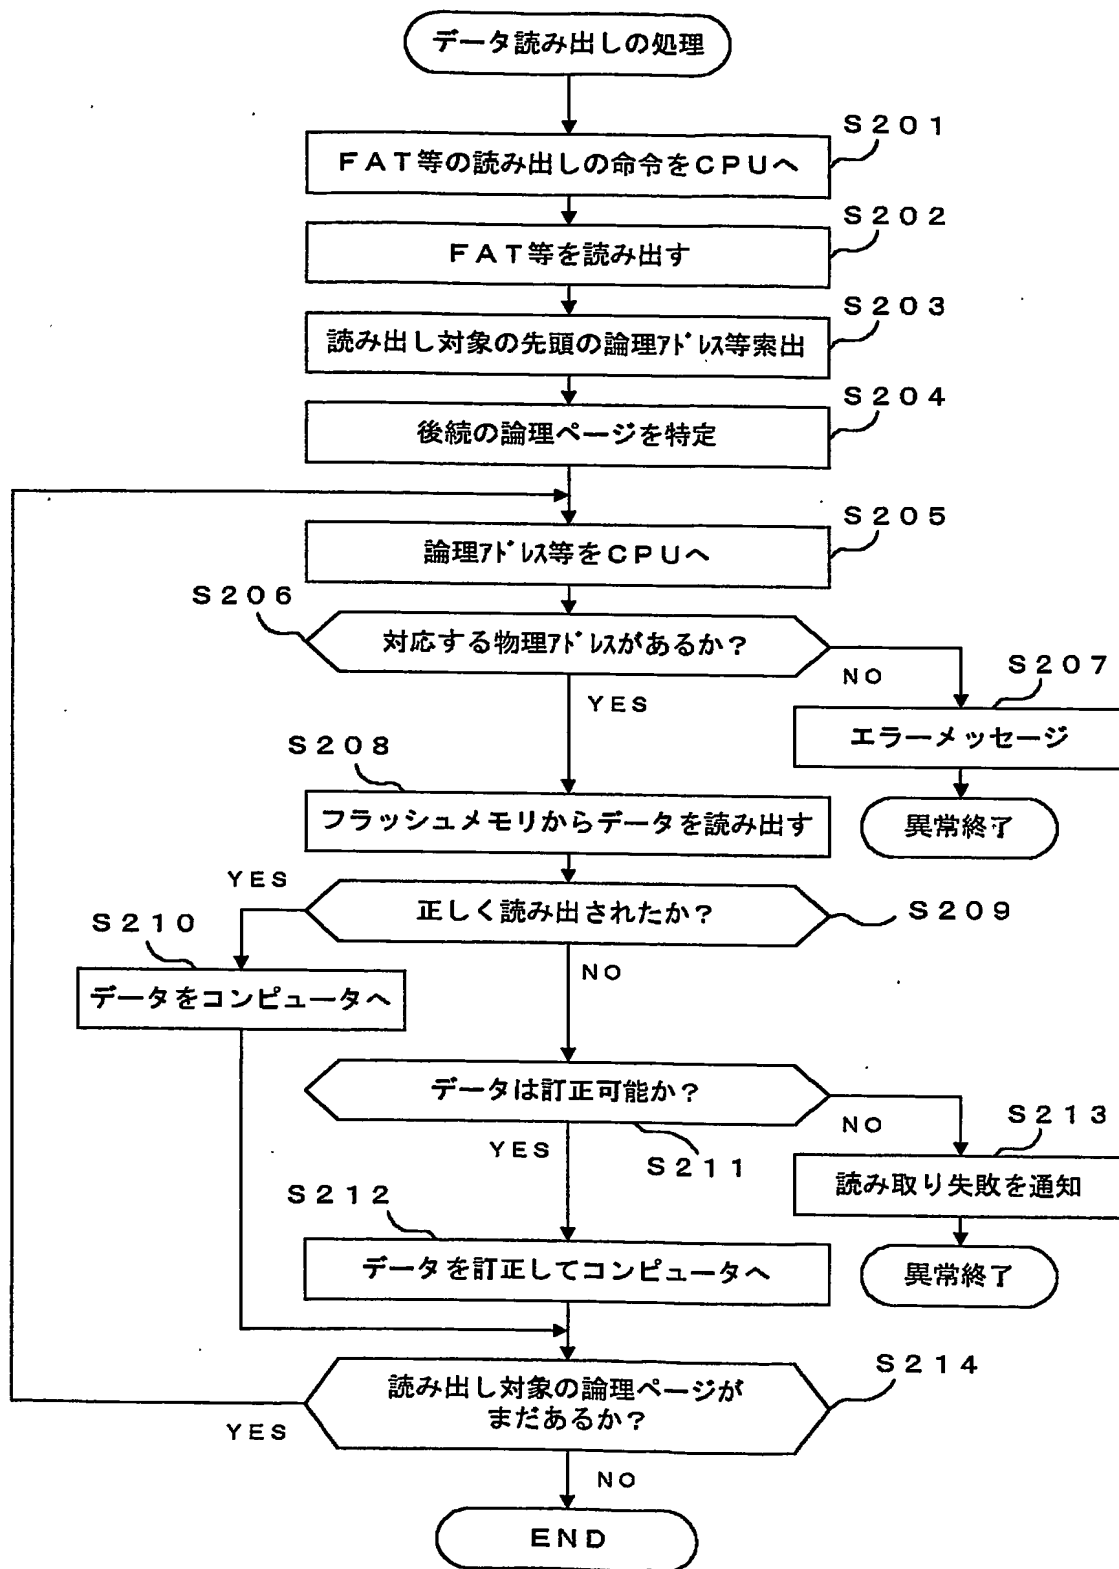 データ読み出しの処理
S201
FAT等の読み出しの命令をCPUへ
S202
FAT等を読み出す
S203
読み出し対象の先頭の論理アドレス等索出
S204
後続の論理ページを特定
S205
論理アドレス等をCPUへ
S206
対応する物理アドレスがあるか?
NO
S207
YES
エラーメッセージ
S208
異常終了
フラッシュメモリからデータを読み出す
YES
正しく読み出されたか?
S209
S210
NO
データをコンピュータへ
データは訂正可能か?
NO
S213
YES
S211
読み取り失敗を通知
S212
異常終了
データを訂正してコンピュータへ
S214
読み出し対象の論理ページが
まだあるか?
YES
NO
END